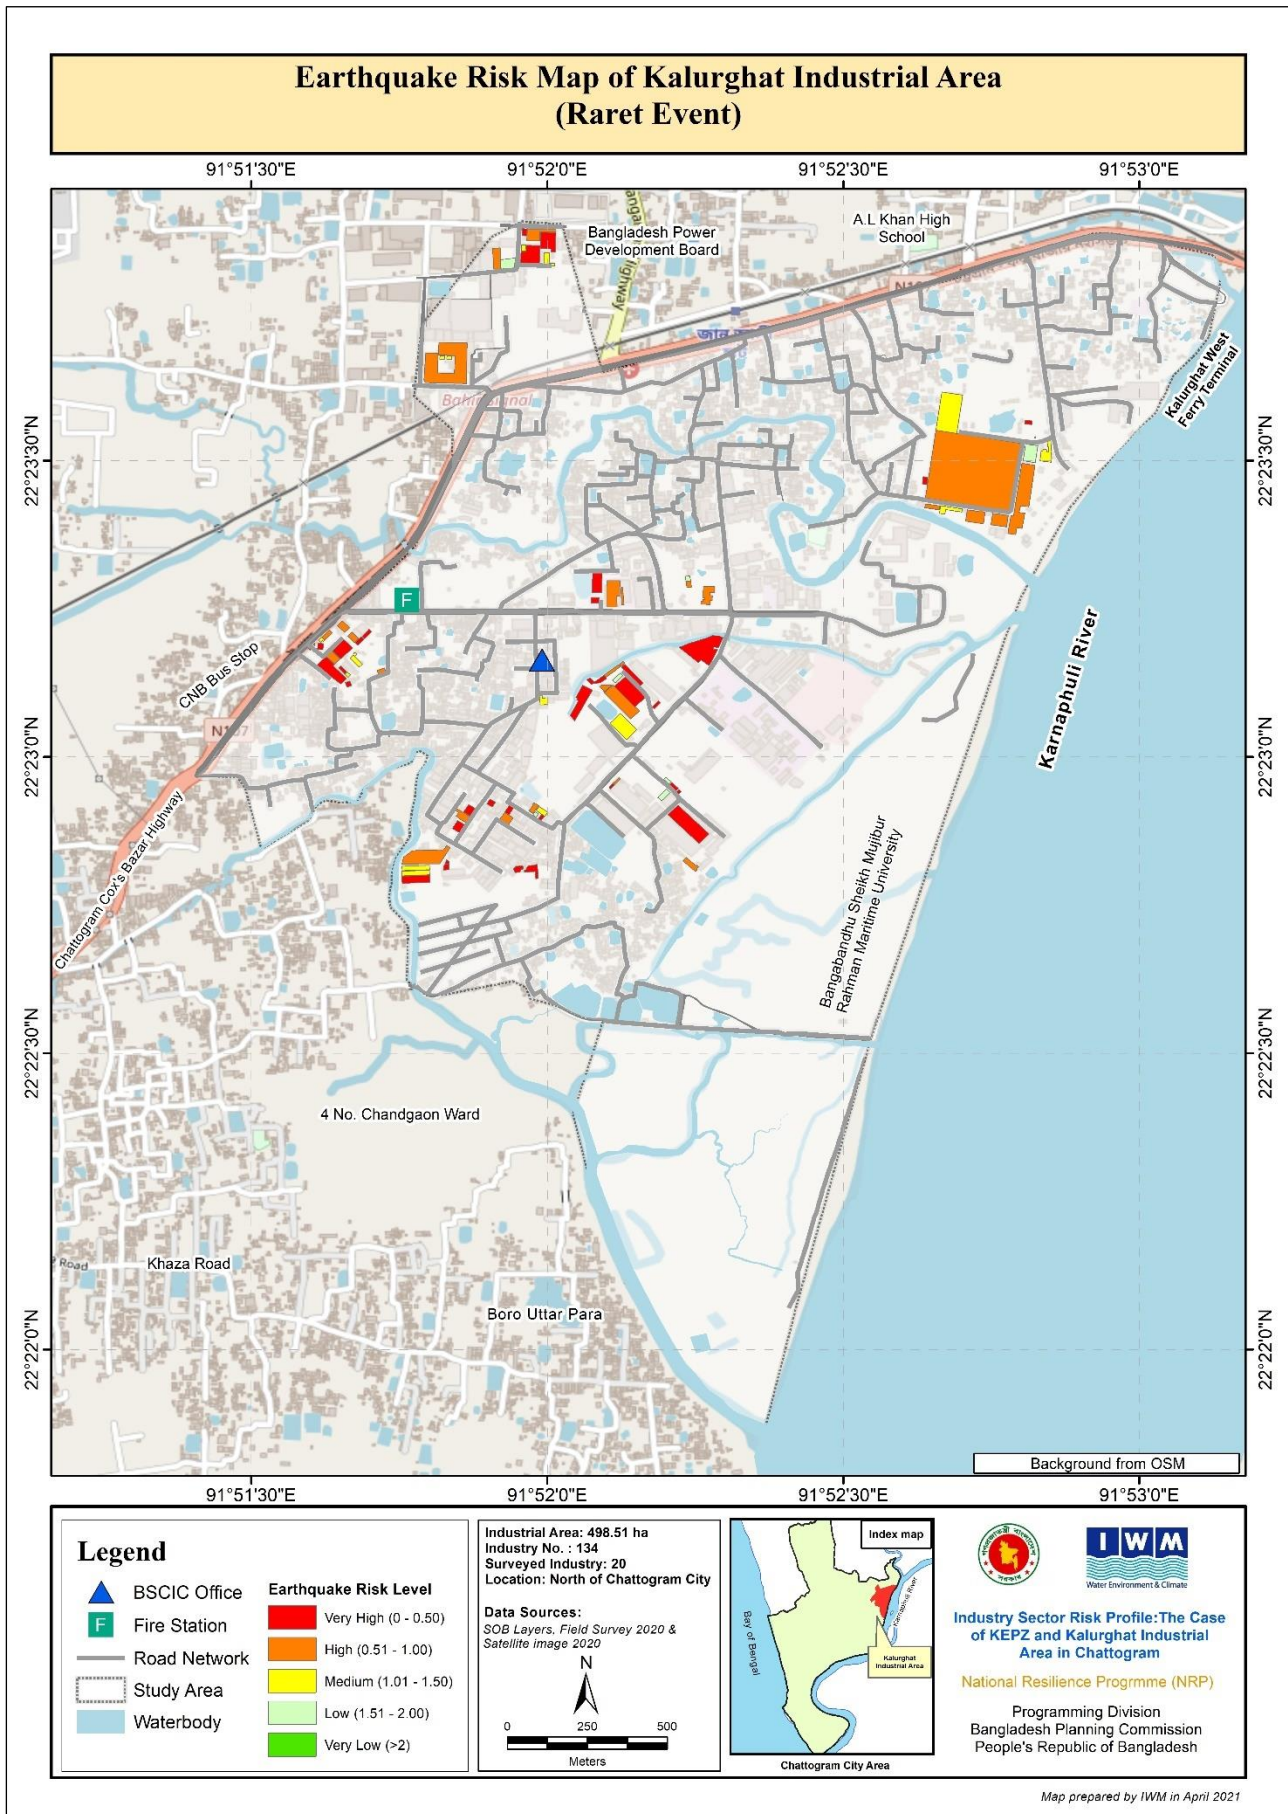 Earthquake Risk Map of Kalurghat Industrial Area
(Raret Event)
91°51'30"E
91°52'0"E
91°52'30"E
91°53'0"E
A.L Khan High
School
Bangladesh Power
Development Board
Kalurghat West
Ferry Terminal
22°23'30"N
22°23'30"N
F
CNB Bus Stop
Karnaphuli River
22°23'0"N
22°23'0"N
Chattogram Cox's Bazar Highway
Bangabandhu Sheikh Mujibur
Rahman Maritime University
22°22'30"N
22°22'30"N
4 No. Chandgaon Ward
Road
Khaza Road
Boro Uttar Para
22°22'0"N
22°22'0"N
Background from OSM
91°51'30"E
91°52'0"E
91°52'30"E
91°53'0"E
Legend
BSCIC Office
F
Fire Station
Road Network
Study Area
Waterbody
Earthquake Risk Level
Very High (0 - 0.50)
High (0.51 - 1.00)
Medium (1.01 - 1.50)
Low (1.51 - 2.00)
Very Low (>2)
Industrial Area: 498.51 ha
Industry No. : 134
Surveyed Industry: 20
Location: North of Chattogram City
Data Sources:
SOB Layers, Field Survey 2020 &
Satellite image 2020
N
0 250 500
Meters
Index map
Bay of Bengal
Karnaphuli River
Kalurghat
Industrial Area
Chattogram City Area
IWM
Water Environment & Climate
Industry Sector Risk Profile:The Case
of KEPZ and Kalurghat Industrial
Area in Chattogram
National Resilience Progrmme (NRP)
Programming Division
Bangladesh Planning Commission
People's Republic of Bangladesh
Map prepared by IWM in April 2021